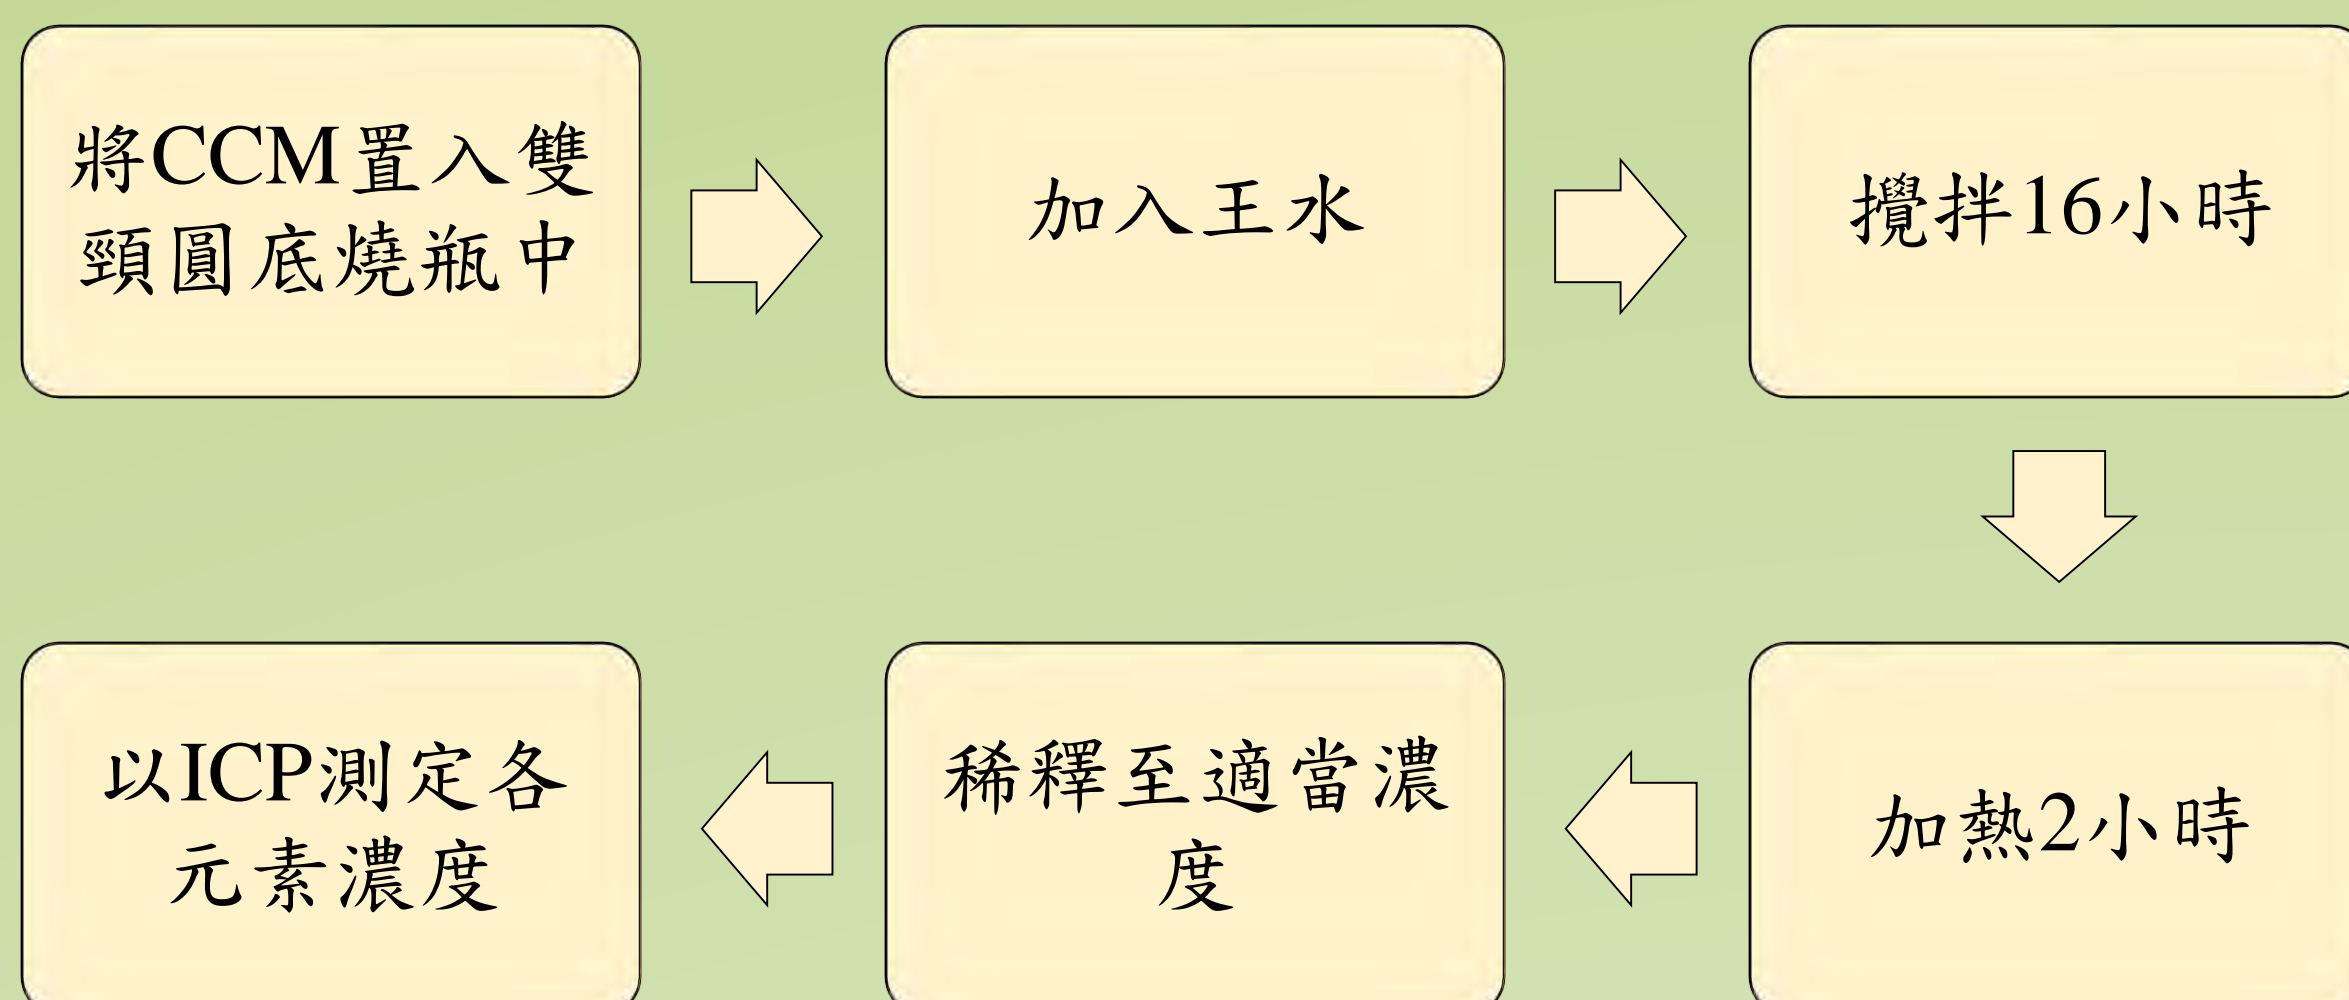 將CCM置入雙
頸圓底燒瓶中
加入王水
攪拌16小時
加熱2小時
稀釋至適當濃
度
以ICP測定各
元素濃度